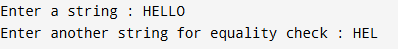 Enter a string : HELLO
Enter another string for equality check : HEL